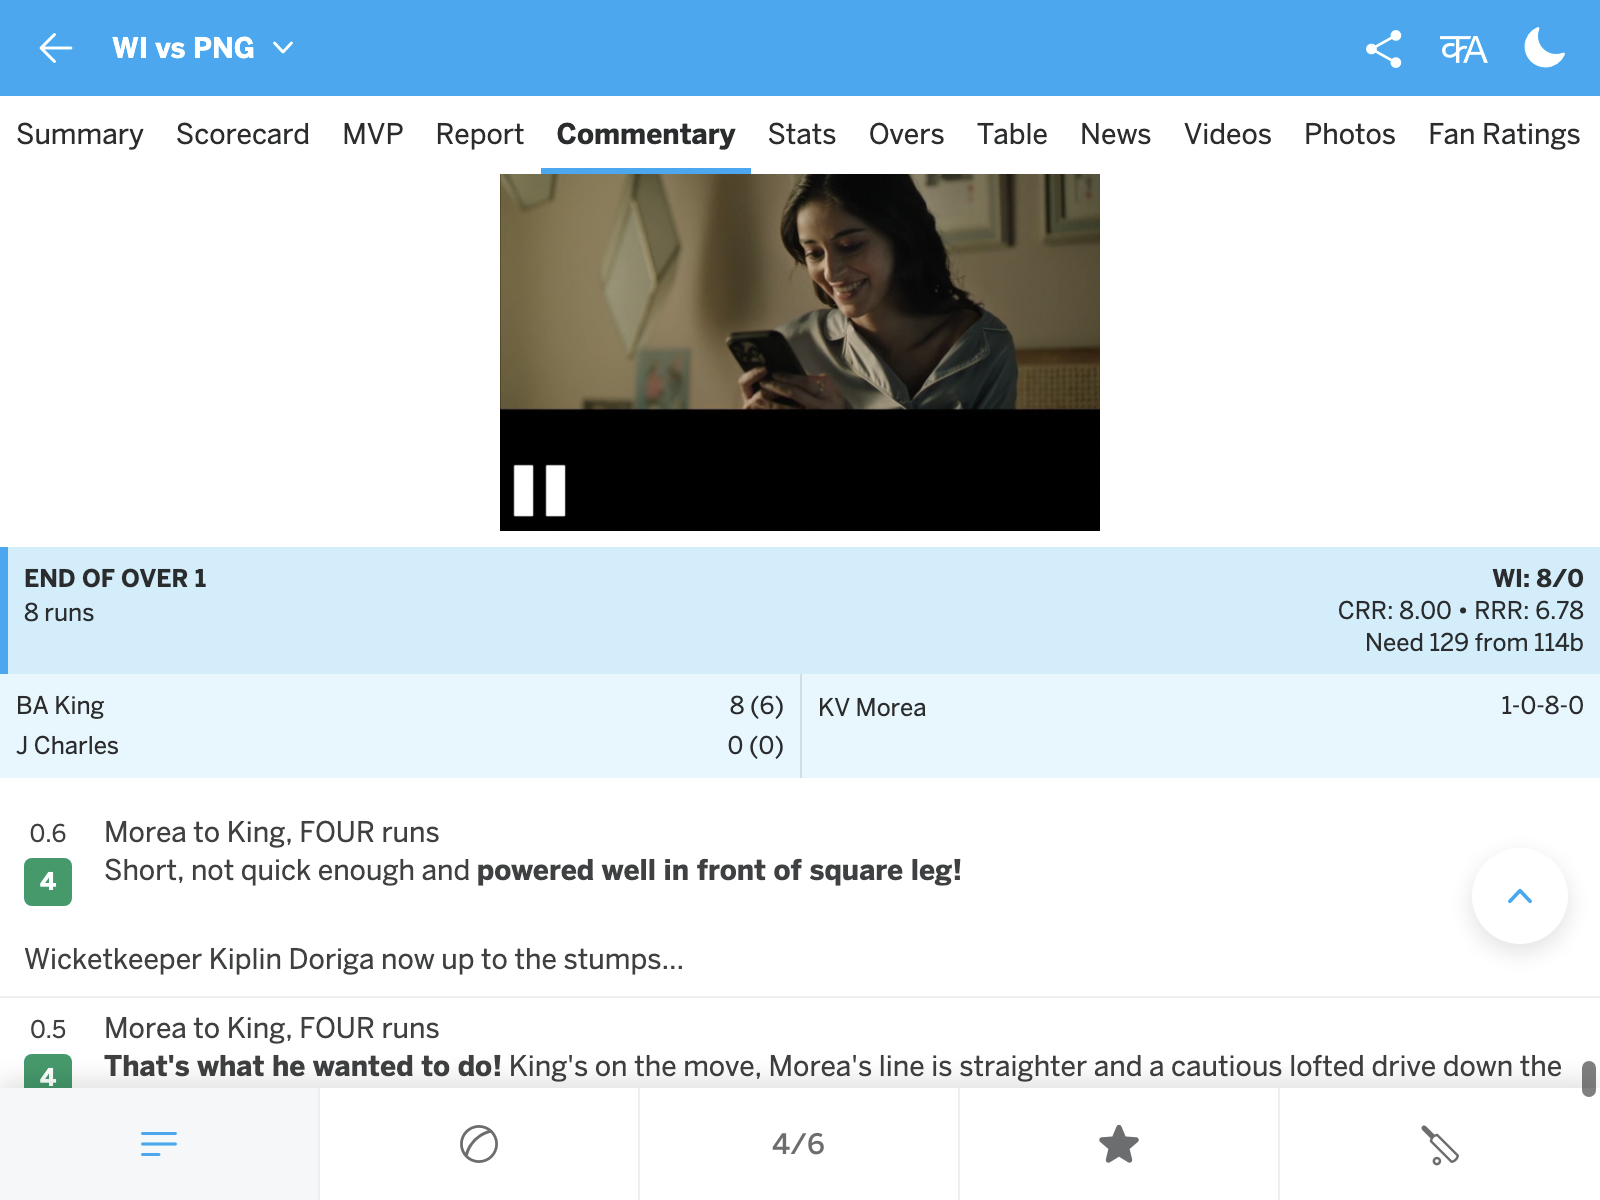 WI vs PNG
कA
Summary Scorecard MVP Report Commentary Stats Overs Table News Videos Photos Fan Ratings
END OF OVER 1
8 runs
WI: 8/0
CRR: 8.00 • RRR: 6.78
Need 129 from 114b
BA King 8 (6)
J Charles 0 (0)
KV Morea 1-0-8-0
0.6 Morea to King, FOUR runs
4 Short, not quick enough and powered well in front of square leg!
Wicketkeeper Kiplin Doriga now up to the stumps...
0.5 Morea to King, FOUR runs
4 That's what he wanted to do! King's on the move, Morea's line is straighter and a cautious lofted drive down the
4/6